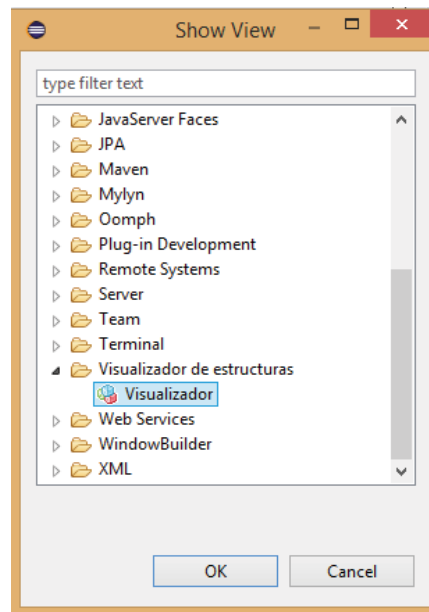 Show View
type filter text
JavaServer Faces
JPA
Maven
Mylyn
Oomph
Plug-in Development
Remote Systems
Server
Team
Terminal
Visualizador de estructuras
Visualizador
Web Services
WindowBuilder
XML
OK Cancel